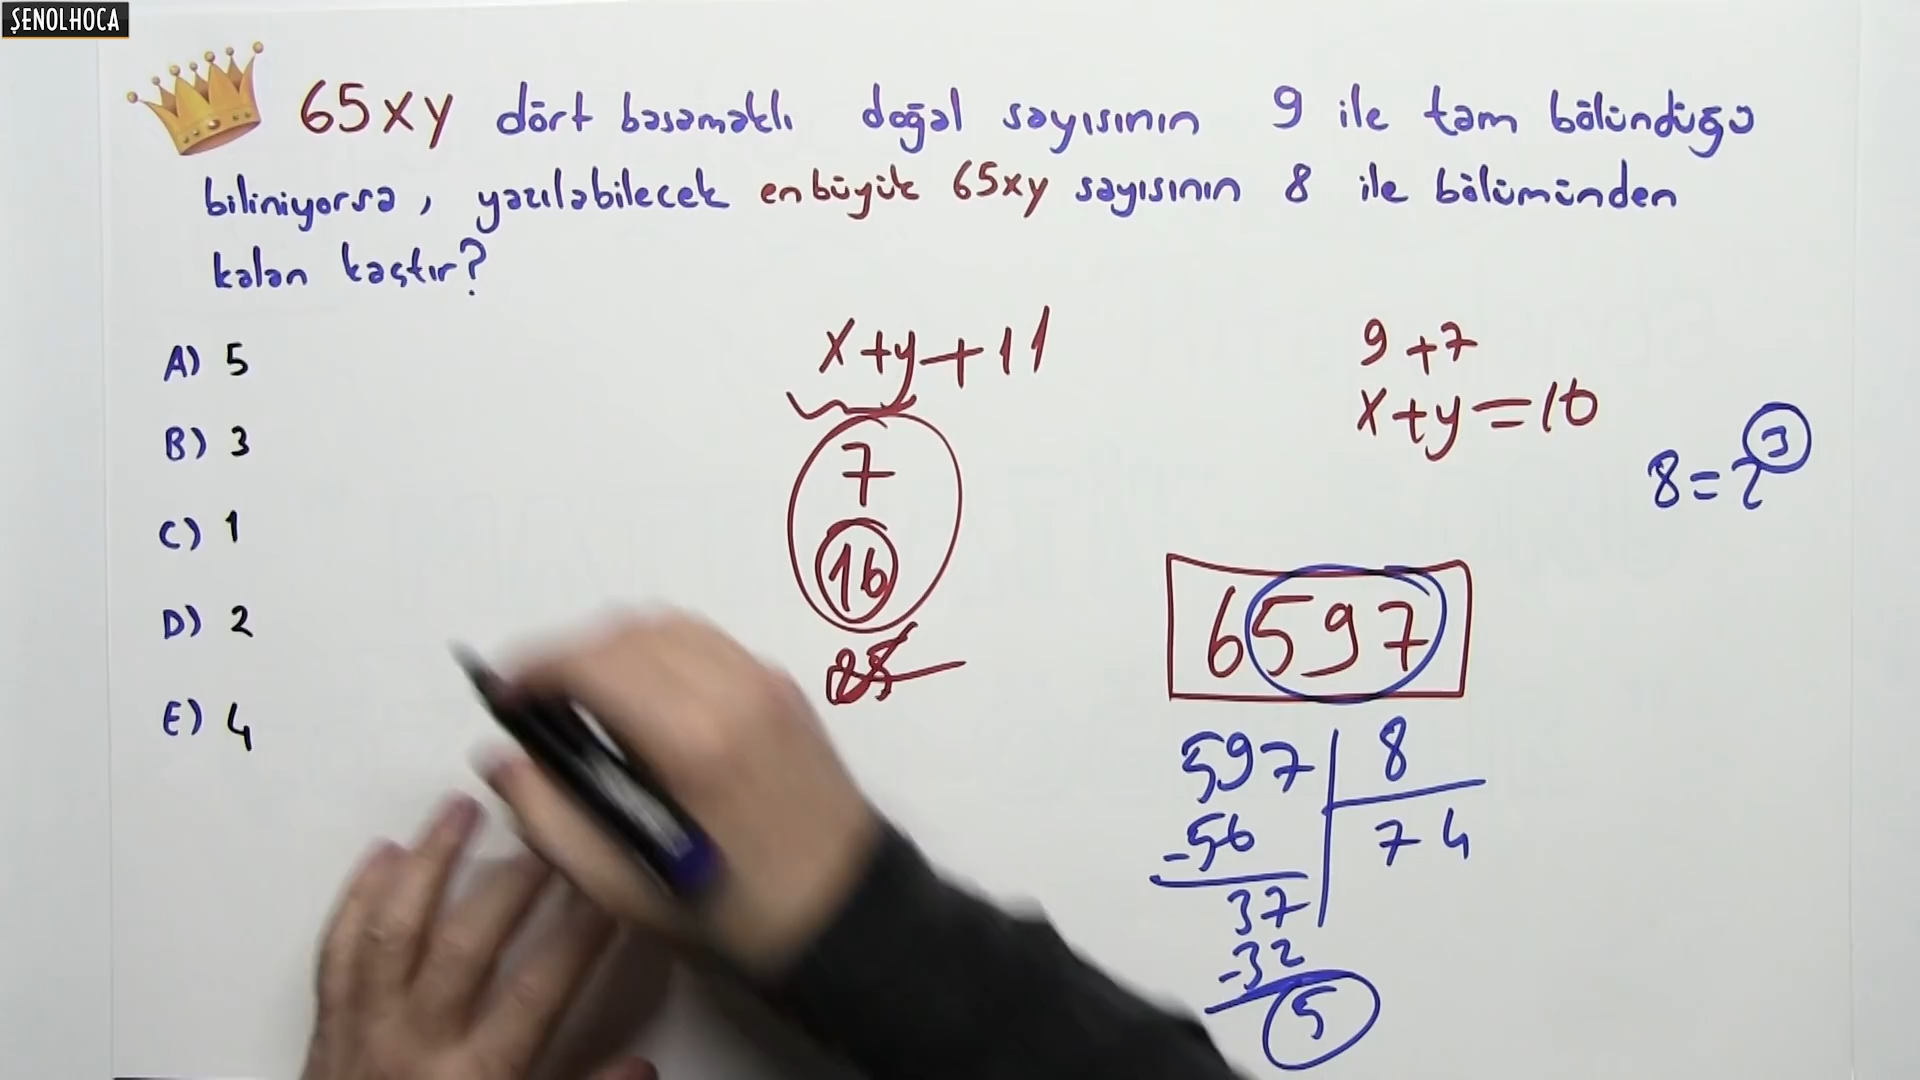 ŞENOLHOCA
65xy dört basamaklı doğal sayısının 9 ile tam bölündüğü
biliniyorsa, yazılabilecek en büyük 65xy sayısının 8 ile bölümünden
kalan kaçtır?
A) 5
B) 3
C) 1
D) 2
E) 4
x+y+11
7
16
25
9+7
x+y=16
8=2³
6597
597 | 8
-56 74
37
-32
5